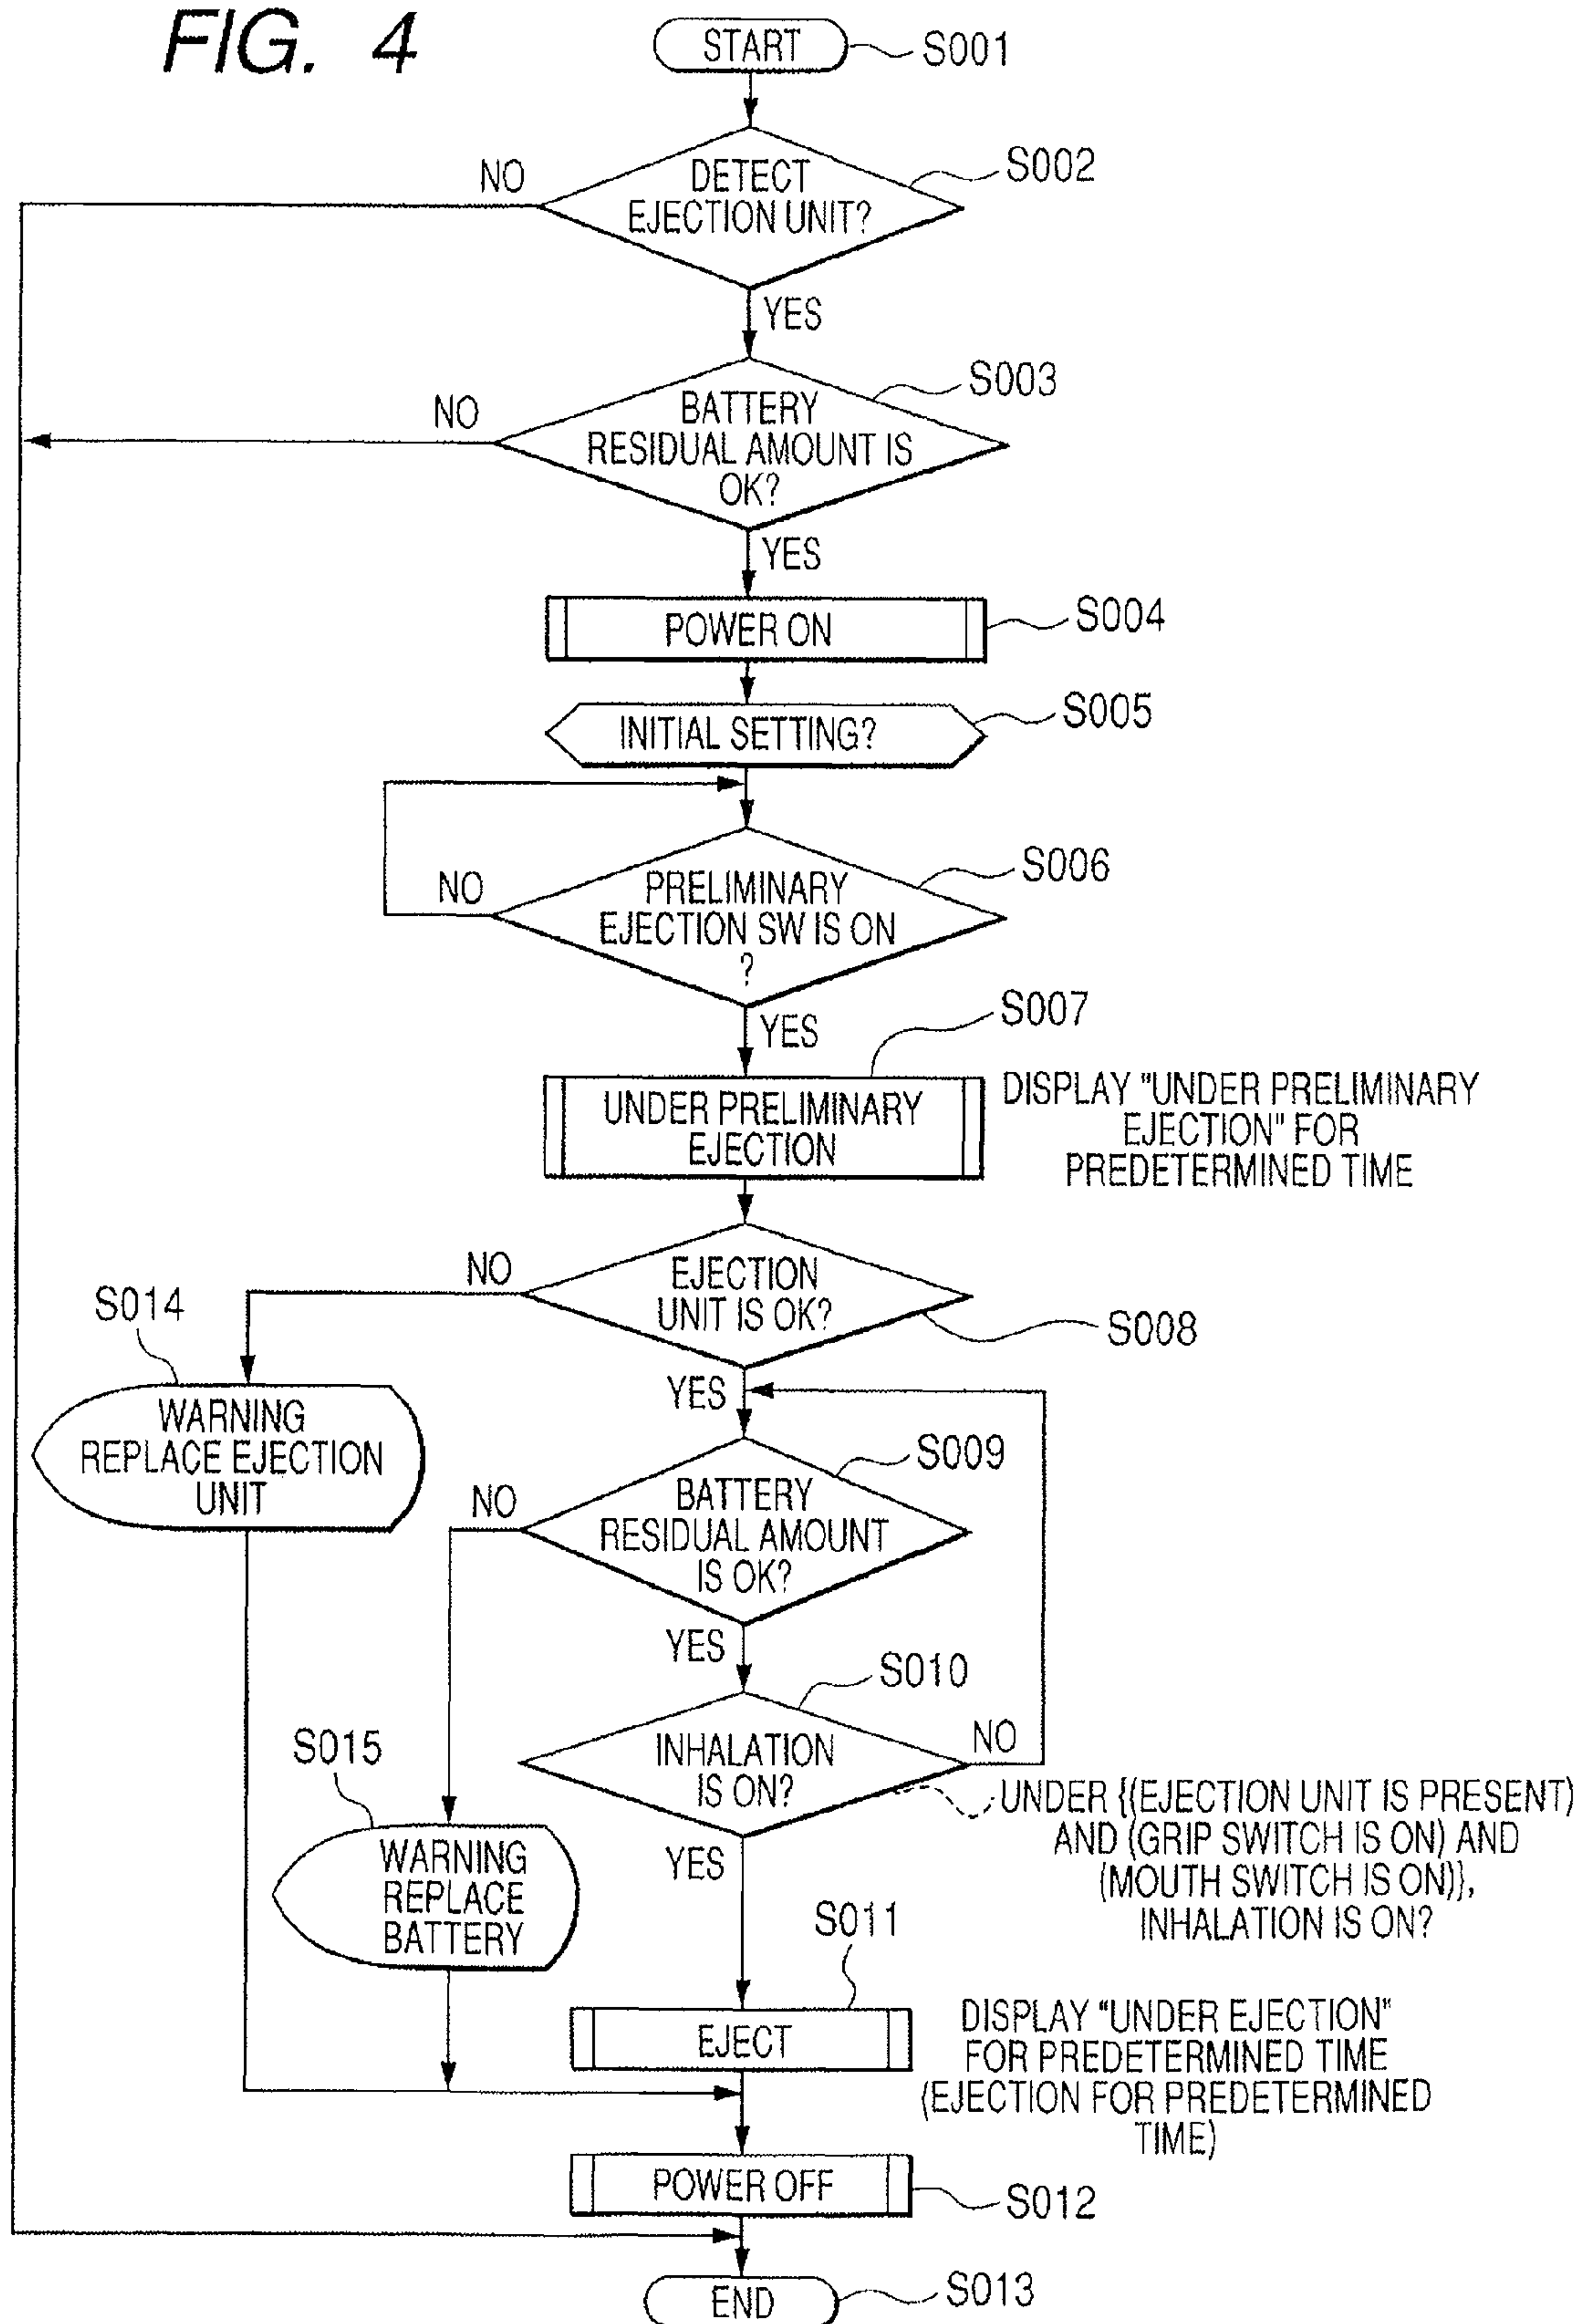 FIG. 4
START
S001
DETECT
EJECTION UNIT?
S002
NO
YES
BATTERY
RESIDUAL AMOUNT IS
OK?
S003
NO
YES
POWER ON
S004
INITIAL SETTING?
S005
PRELIMINARY
EJECTION SW IS ON
?
S006
NO
YES
S007
UNDER PRELIMINARY
EJECTION
DISPLAY "UNDER PRELIMINARY
EJECTION" FOR
PREDETERMINED TIME
EJECTION
UNIT IS OK?
NO
S008
YES
S014
WARNING
REPLACE EJECTION
UNIT
S009
BATTERY
RESIDUAL AMOUNT
IS OK?
NO
YES
S010
INHALATION
IS ON?
NO
YES
UNDER {(EJECTION UNIT IS PRESENT)
AND (GRIP SWITCH IS ON) AND
(MOUTH SWITCH IS ON)},
INHALATION IS ON?
S015
WARNING
REPLACE
BATTERY
S011
EJECT
DISPLAY "UNDER EJECTION"
FOR PREDETERMINED TIME
(EJECTION FOR PREDETERMINED
TIME)
POWER OFF
S012
END
S013